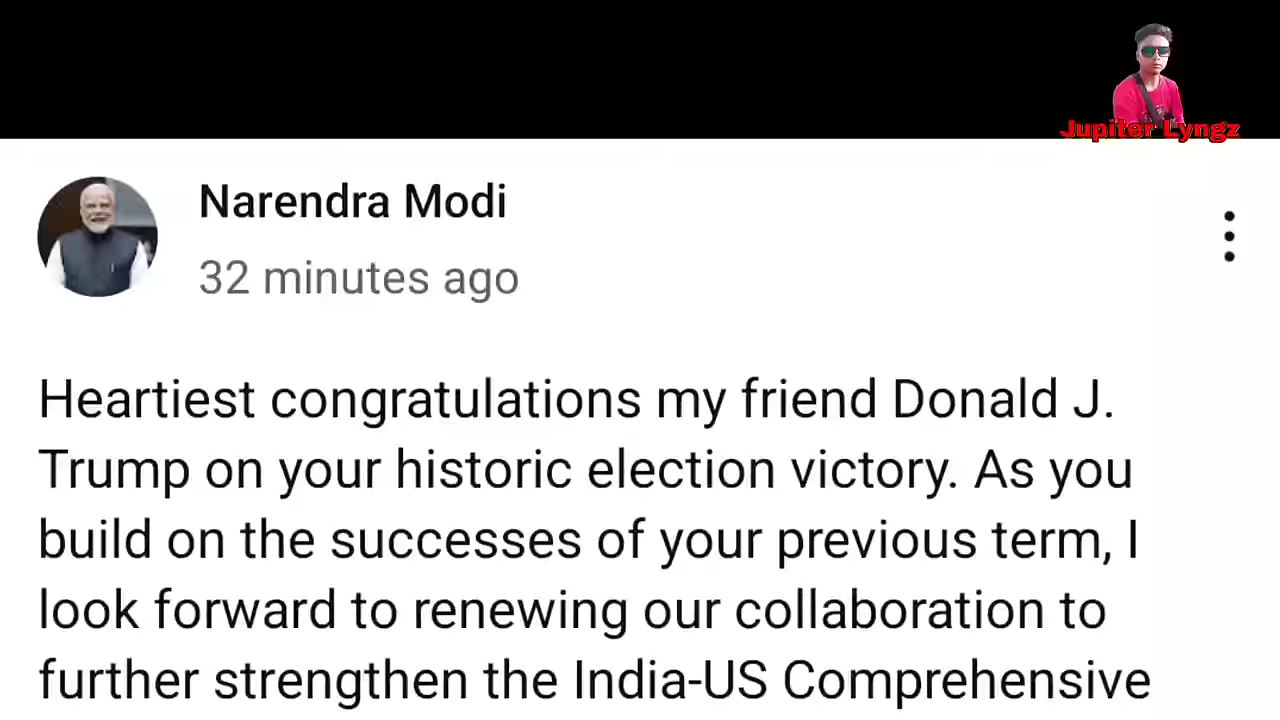 Jupiter Lyngz
Narendra Modi
32 minutes ago
Heartiest congratulations my friend Donald J.
Trump on your historic election victory. As you
build on the successes of your previous term, I
look forward to renewing our collaboration to
further strengthen the India-US Comprehensive